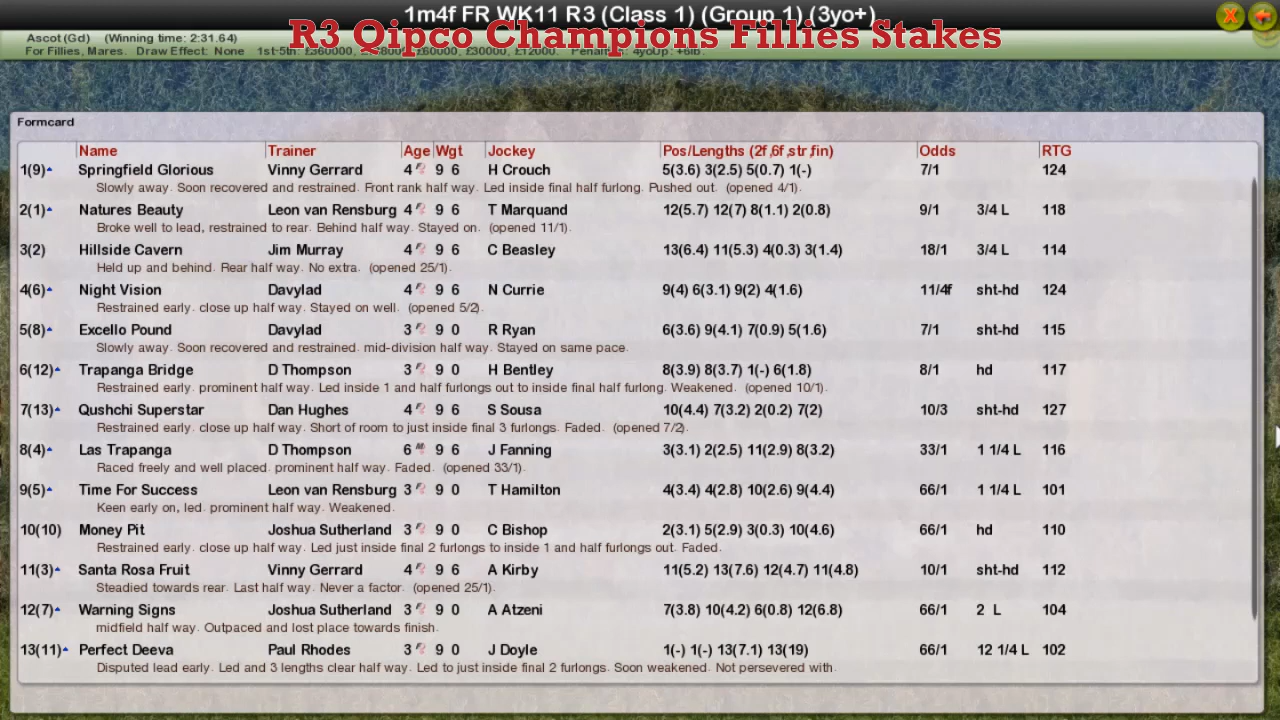 1m4f FR WK11 R3 (Class 1) (Group 1) (3yo+)
R3 Qipco Champions Fillies Stakes
Ascot(Gd) (Winning time: 2:31.64)
For Fillies, Mares. Draw Effect: None 1st-5th: £30000, £12000. 4yoUp: +6lb.
Formcard
Name Trainer Age Wgt Jockey Pos/Lengths (2f,6f,str,fin) Odds RTG
1(9) Springfield Glorious Vinny Gerrard 4 9 6 H Crouch 5(3.6) 3(2.5) 5(0.7) 1(-) 7/1 124
Slowly away. Soon recovered and restrained. Front rank half way. Led inside final half furlong. Pushed out. (opened 4/1).
2(1) Natures Beauty Leon van Rensburg 4 9 6 T Marquand 12(5.7) 12(7) 8(1.1) 2(0.8) 9/1 3/4 L 118
Broke well to lead, restrained to rear. Behind half way. Stayed on. (opened 11/1).
3(2) Hillside Cavern Jim Murray 4 9 6 C Beasley 13(6.4) 11(5.3) 4(0.3) 3(1.4) 18/1 3/4 L 114
Held up and behind. Rear half way. No extra. (opened 25/1).
4(6) Night Vision Davylad 4 9 6 N Currie 9(4) 6(3.1) 9(2) 4(1.6) 11/4f sht-hd 124
Restrained early. close up half way. Stayed on well. (opened 5/2).
5(8) Excello Pound Davylad 3 9 0 R Ryan 6(3.6) 9(4.1) 7(0.9) 5(1.6) 7/1 sht-hd 115
Slowly away. Soon recovered and restrained. mid-division half way. Stayed on same pace.
6(12) Trapanga Bridge D Thompson 3 9 0 H Bentley 8(3.9) 8(3.7) 1(-) 6(1.8) 8/1 hd 117
Restrained early. prominent half way. Led inside 1 and half furlongs out to inside final half furlong. Weakened. (opened 10/1).
7(13) Qushchi Superstar Dan Hughes 4 9 6 S Sousa 10(4.4) 7(3.2) 2(0.2) 7(2) 10/3 sht-hd 127
Restrained early. close up half way. Short of room to just inside final 3 furlongs. Faded. (opened 7/2).
8(4) Las Trapanga D Thompson 6 9 6 J Fanning 3(3.1) 2(2.5) 11(2.9) 8(3.2) 33/1 1 1/4 L 116
Raced freely and well placed. prominent half way. Faded. (opened 33/1).
9(5) Time For Success Leon van Rensburg 3 9 0 T Hamilton 4(3.4) 4(2.8) 10(2.6) 9(4.4) 66/1 1 1/4 L 101
Keen early on, led. prominent half way. Weakened.
10(10) Money Pit Joshua Sutherland 3 9 0 C Bishop 2(3.1) 5(2.9) 3(0.3) 10(4.6) 66/1 hd 110
Restrained early. close up half way. Led just inside final 2 furlongs to inside 1 and half furlongs out. Faded.
11(3) Santa Rosa Fruit Vinny Gerrard 4 9 6 A Kirby 11(5.2) 13(7.6) 12(4.7) 11(4.8) 10/1 sht-hd 112
Steadied towards rear. Last half way. Never a factor. (opened 25/1).
12(7) Warning Signs Joshua Sutherland 3 9 0 A Atzeni 7(3.8) 10(4.2) 6(0.8) 12(6.8) 66/1 2 L 104
midfield half way. Outpaced and lost place towards finish.
13(11) Perfect Deeva Paul Rhodes 3 9 0 J Doyle 1(-) 1(-) 13(7.1) 13(19) 66/1 12 1/4 L 102
Disputed lead early. Led and 3 lengths clear half way. Led to just inside final 2 furlongs. Soon weakened. Not persevered with.